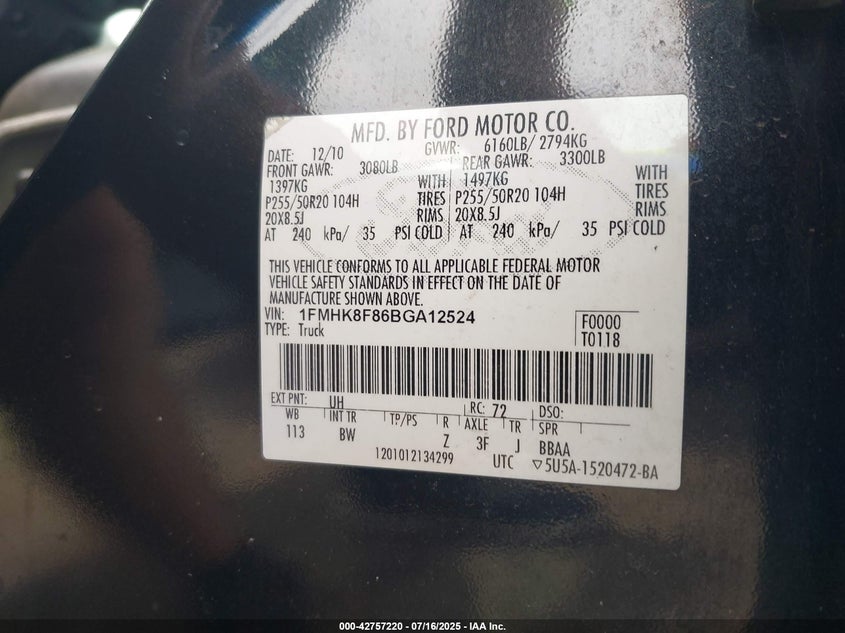 MFD. BY FORD MOTOR CO.
DATE: 12/10 GVWR: 6160LB/ 2794KG
FRONT GAWR: 3080LB REAR GAWR: 3300LB
1397KG WITH 1497KG WITH
P255/50R20 104H TIRES P255/50R20 104H TIRES
20X8.5J RIMS 20X8.5J RIMS
AT 240 kPa/ 35 PSI COLD AT 240 kPa/ 35 PSI COLD
THIS VEHICLE CONFORMS TO ALL APPLICABLE FEDERAL MOTOR
VEHICLE SAFETY STANDARDS IN EFFECT ON THE DATE OF
MANUFACTURE SHOWN ABOVE.
VIN: 1FMHK8F86BGA12524
TYPE: Truck
F0000
T0118
EXT PNT: UH RC: 72 DSO:
WB INT TR TP/PS R AXLE TR SPR
113 BW Z 3F J BBAA
1201012134299 UTC ▽5U5A-1520472-BA
000-42757220 - 07/16/2025 - IAA Inc.